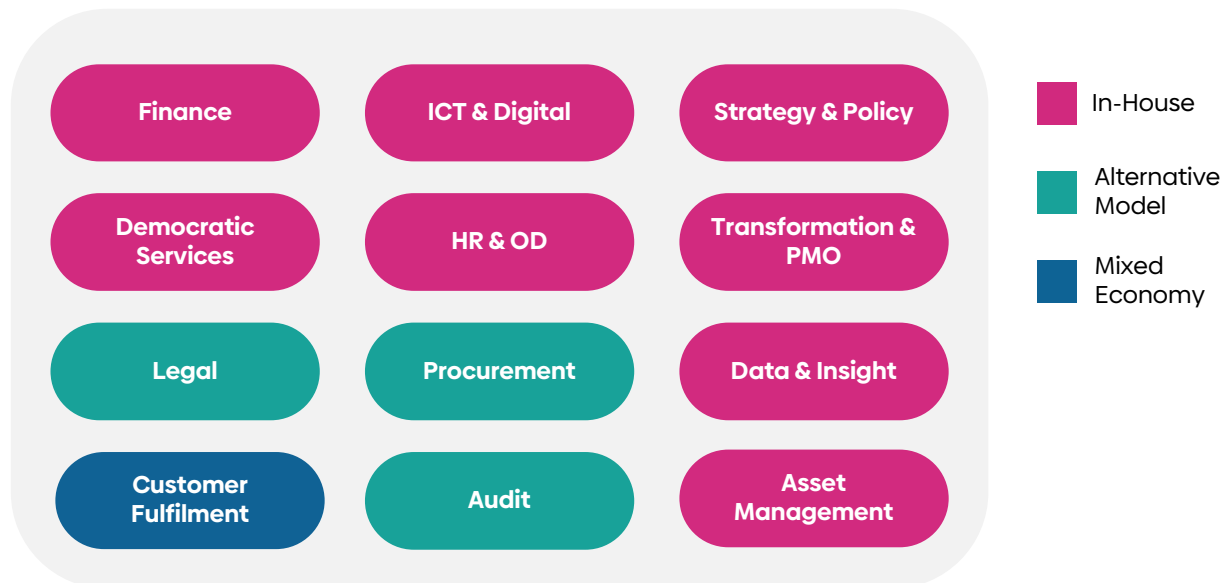 Finance
ICT & Digital
Strategy & Policy
Democratic
Services
HR & OD
Transformation &
PMO
Legal
Procurement
Data & Insight
Customer
Fulfilment
Audit
Asset
Management
In-House
Alternative
Model
Mixed
Economy